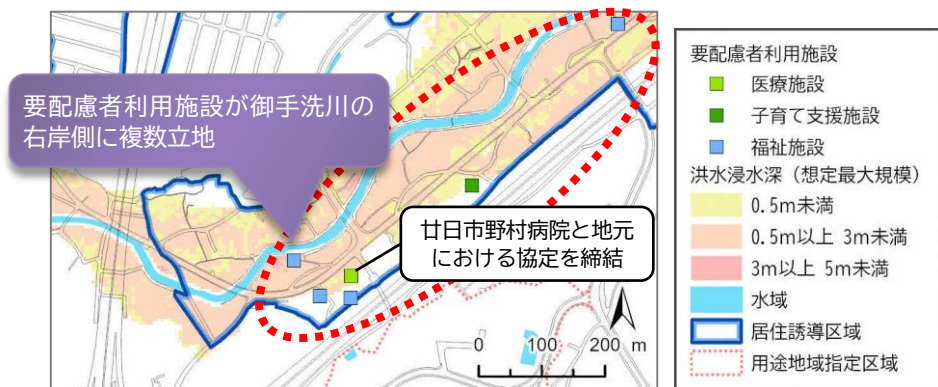 要配慮者利用施設が御手洗川の
右岸側に複数立地
廿日市野村病院と地元
における協定を締結
0 100 200 m
要配慮者利用施設
医療施設
子育て支援施設
福祉施設
洪水浸水深（想定最大規模）
0.5m未満
0.5m以上 3m未満
3m以上 5m未満
水域
居住誘導区域
用途地域指定区域